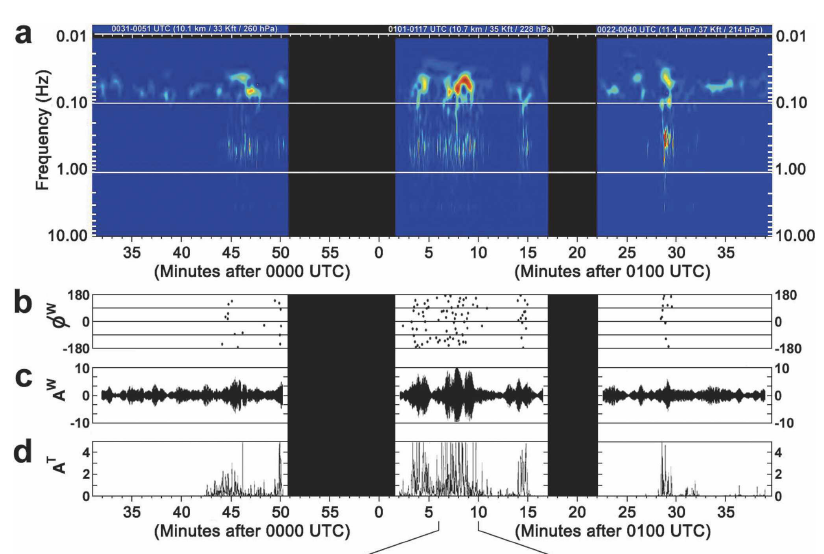 a
0031-0051 UTC (10.1 km / 33 Kft / 260 hPa) 0101-0117 UTC (10.7 km / 35 Kft / 228 hPa) 0022-0040 UTC (11.4 km / 37 Kft / 214 hPa)
0.01 0.01
0.10 0.10
1.00 1.00
10.00 10.00
Frequency (Hz)
35 40 45 50 55 0 5 10 15 20 25 30 35
(Minutes after 0000 UTC) (Minutes after 0100 UTC)
b
ϕW
180 180
0 0
-180 -180
c
AW
10 10
0 0
-10 -10
d
AT
4 4
2 2
0 0
35 40 45 50 55 0 5 10 15 20 25 30 35
(Minutes after 0000 UTC) (Minutes after 0100 UTC)